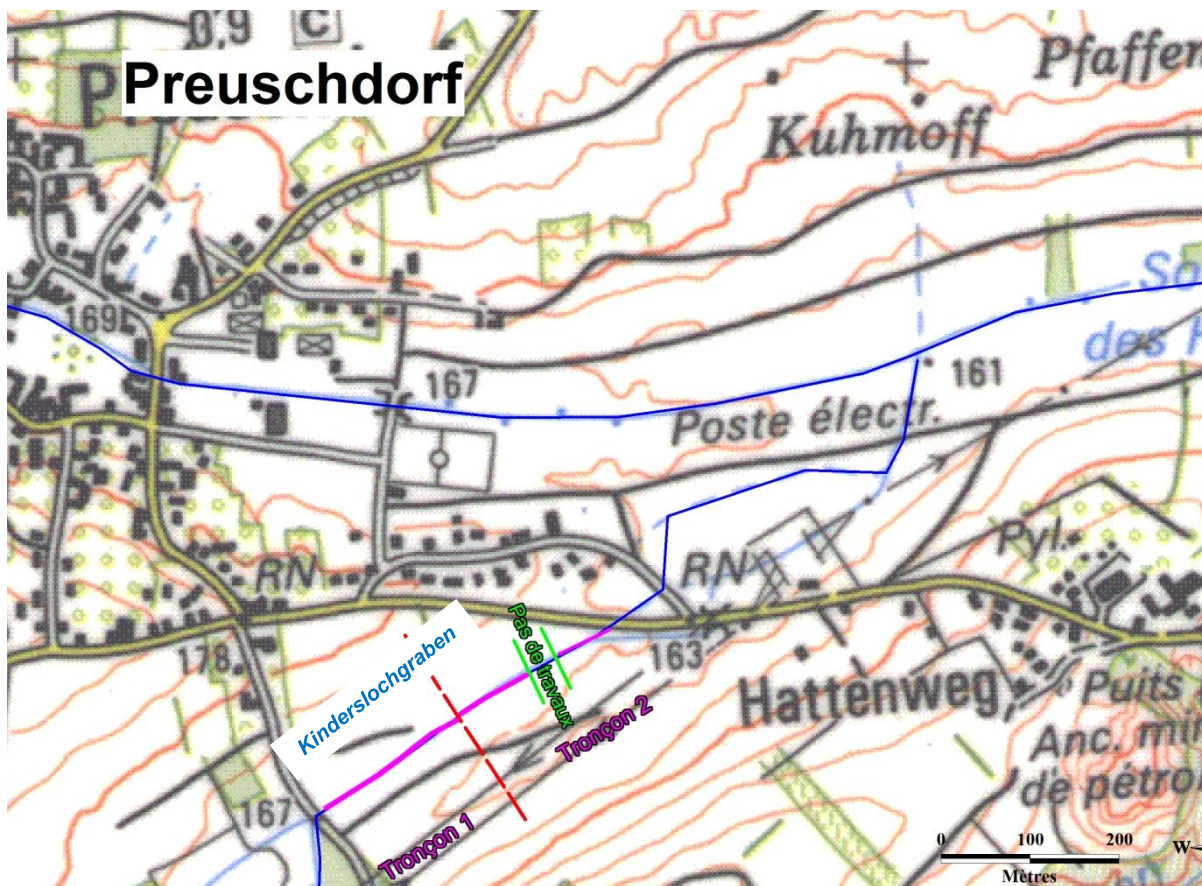 0,9
C
Preuschdorf
Pfaffen
Kuhmoff
169
167
161
Poste électr.
RN
RN
Pyl.
Pas de travaux
Kinderslochgraben
178
163
Hattenweg
Puits
Anc. mi
de pétro
Tronçon 2
Tronçon 1
167
0 100 200
Mètres
W